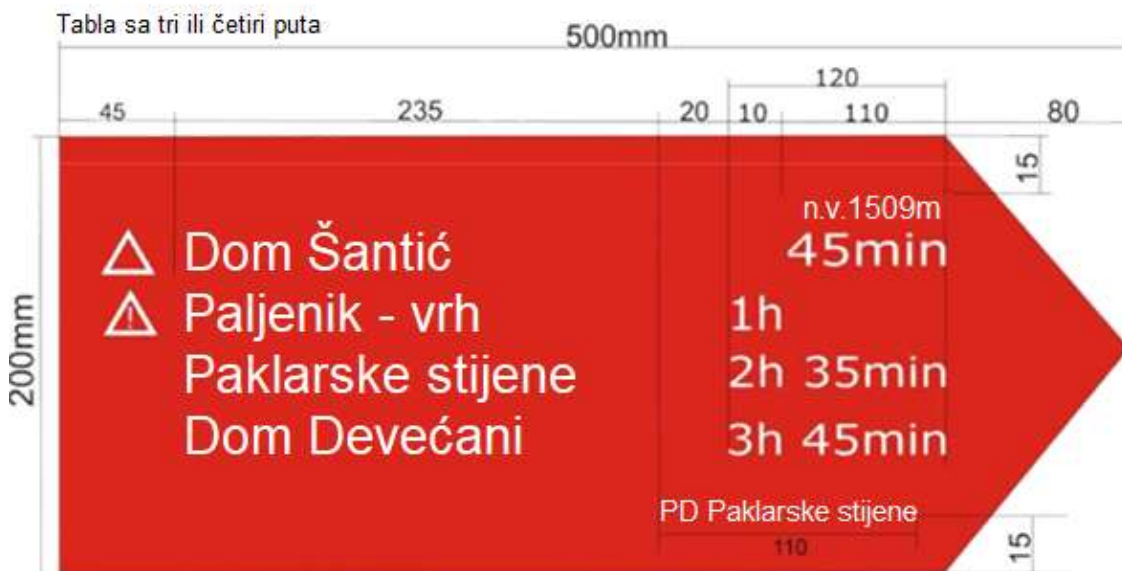 Tabla sa tri ili četiri puta
500mm
120
45 235 20 10 110 80
15
n.v.1509m
Dom Šantić 45min
Paljenik - vrh 1h
Paklarske stijene 2h 35min
Dom Devećani 3h 45min
200mm
PD Paklarske stijene
110
15